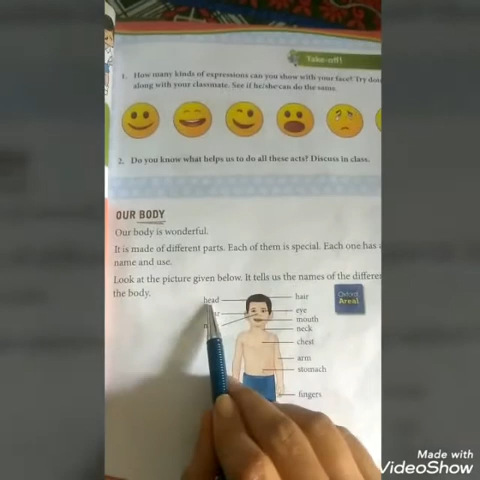 Take-off!
1. How many kinds of expressions can you show with your face? Try
along with your classmate. See if he/she can do the same.
2. Do you know what helps us to do all these acts? Discuss in class.
OUR BODY
Our body is wonderful.
It is made of different parts. Each of them is special. Each one has
name and use.
Look at the picture given below. It tells us the names of the
the body.
head
hair
Oxford
Areal
eye
mouth
neck
chest
arm
stomach
fingers
Made with
VideoShow